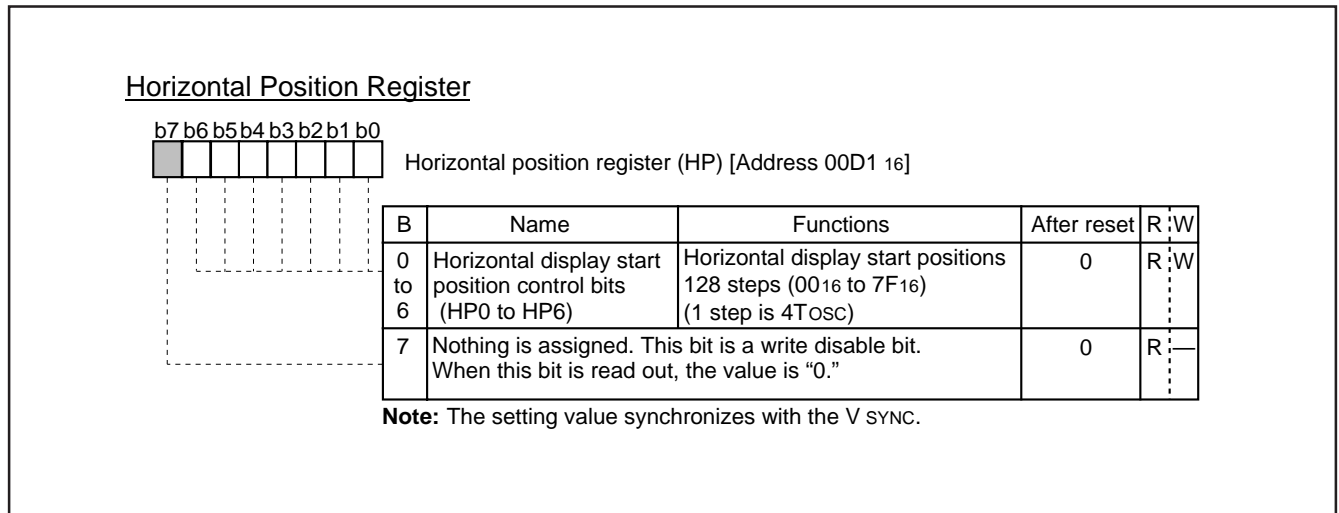 Horizontal Position Register
b7 b6 b5 b4 b3 b2 b1 b0
Horizontal position register (HP) [Address 00D1 16]
B Name Functions After reset R W
0 to 6 Horizontal display start position control bits (HP0 to HP6) Horizontal display start positions 128 steps (0016 to 7F16) (1 step is 4TOSC) 0 R W
7 Nothing is assigned. This bit is a write disable bit. 0 R —
When this bit is read out, the value is “0.”
Note: The setting value synchronizes with the V SYNC.